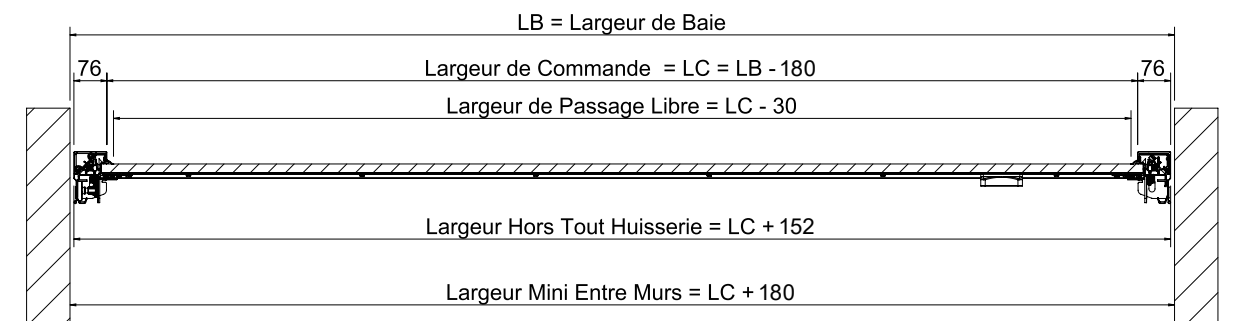 LB = Largeur de Baie
76
Largeur de Commande = LC = LB - 180
76
Largeur de Passage Libre = LC - 30
Largeur Hors Tout Huisserie = LC + 152
Largeur Mini Entre Murs = LC + 180